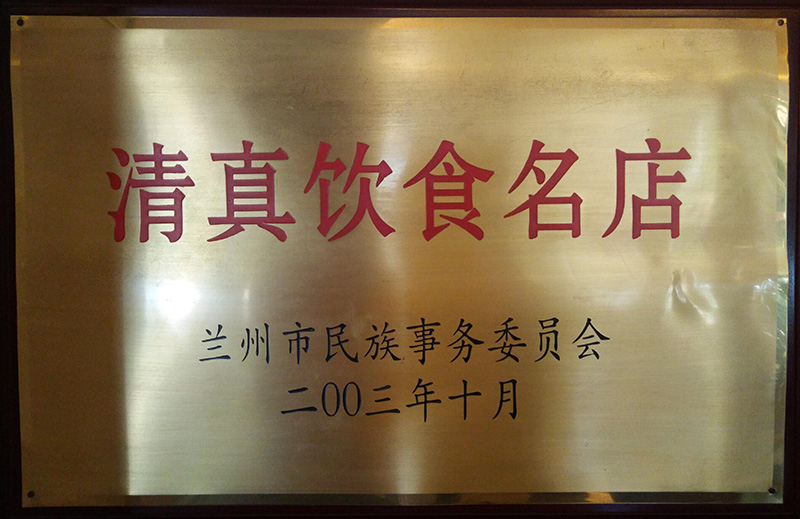 清真饮食名店
兰州市民族事务委员会
二00三年十月